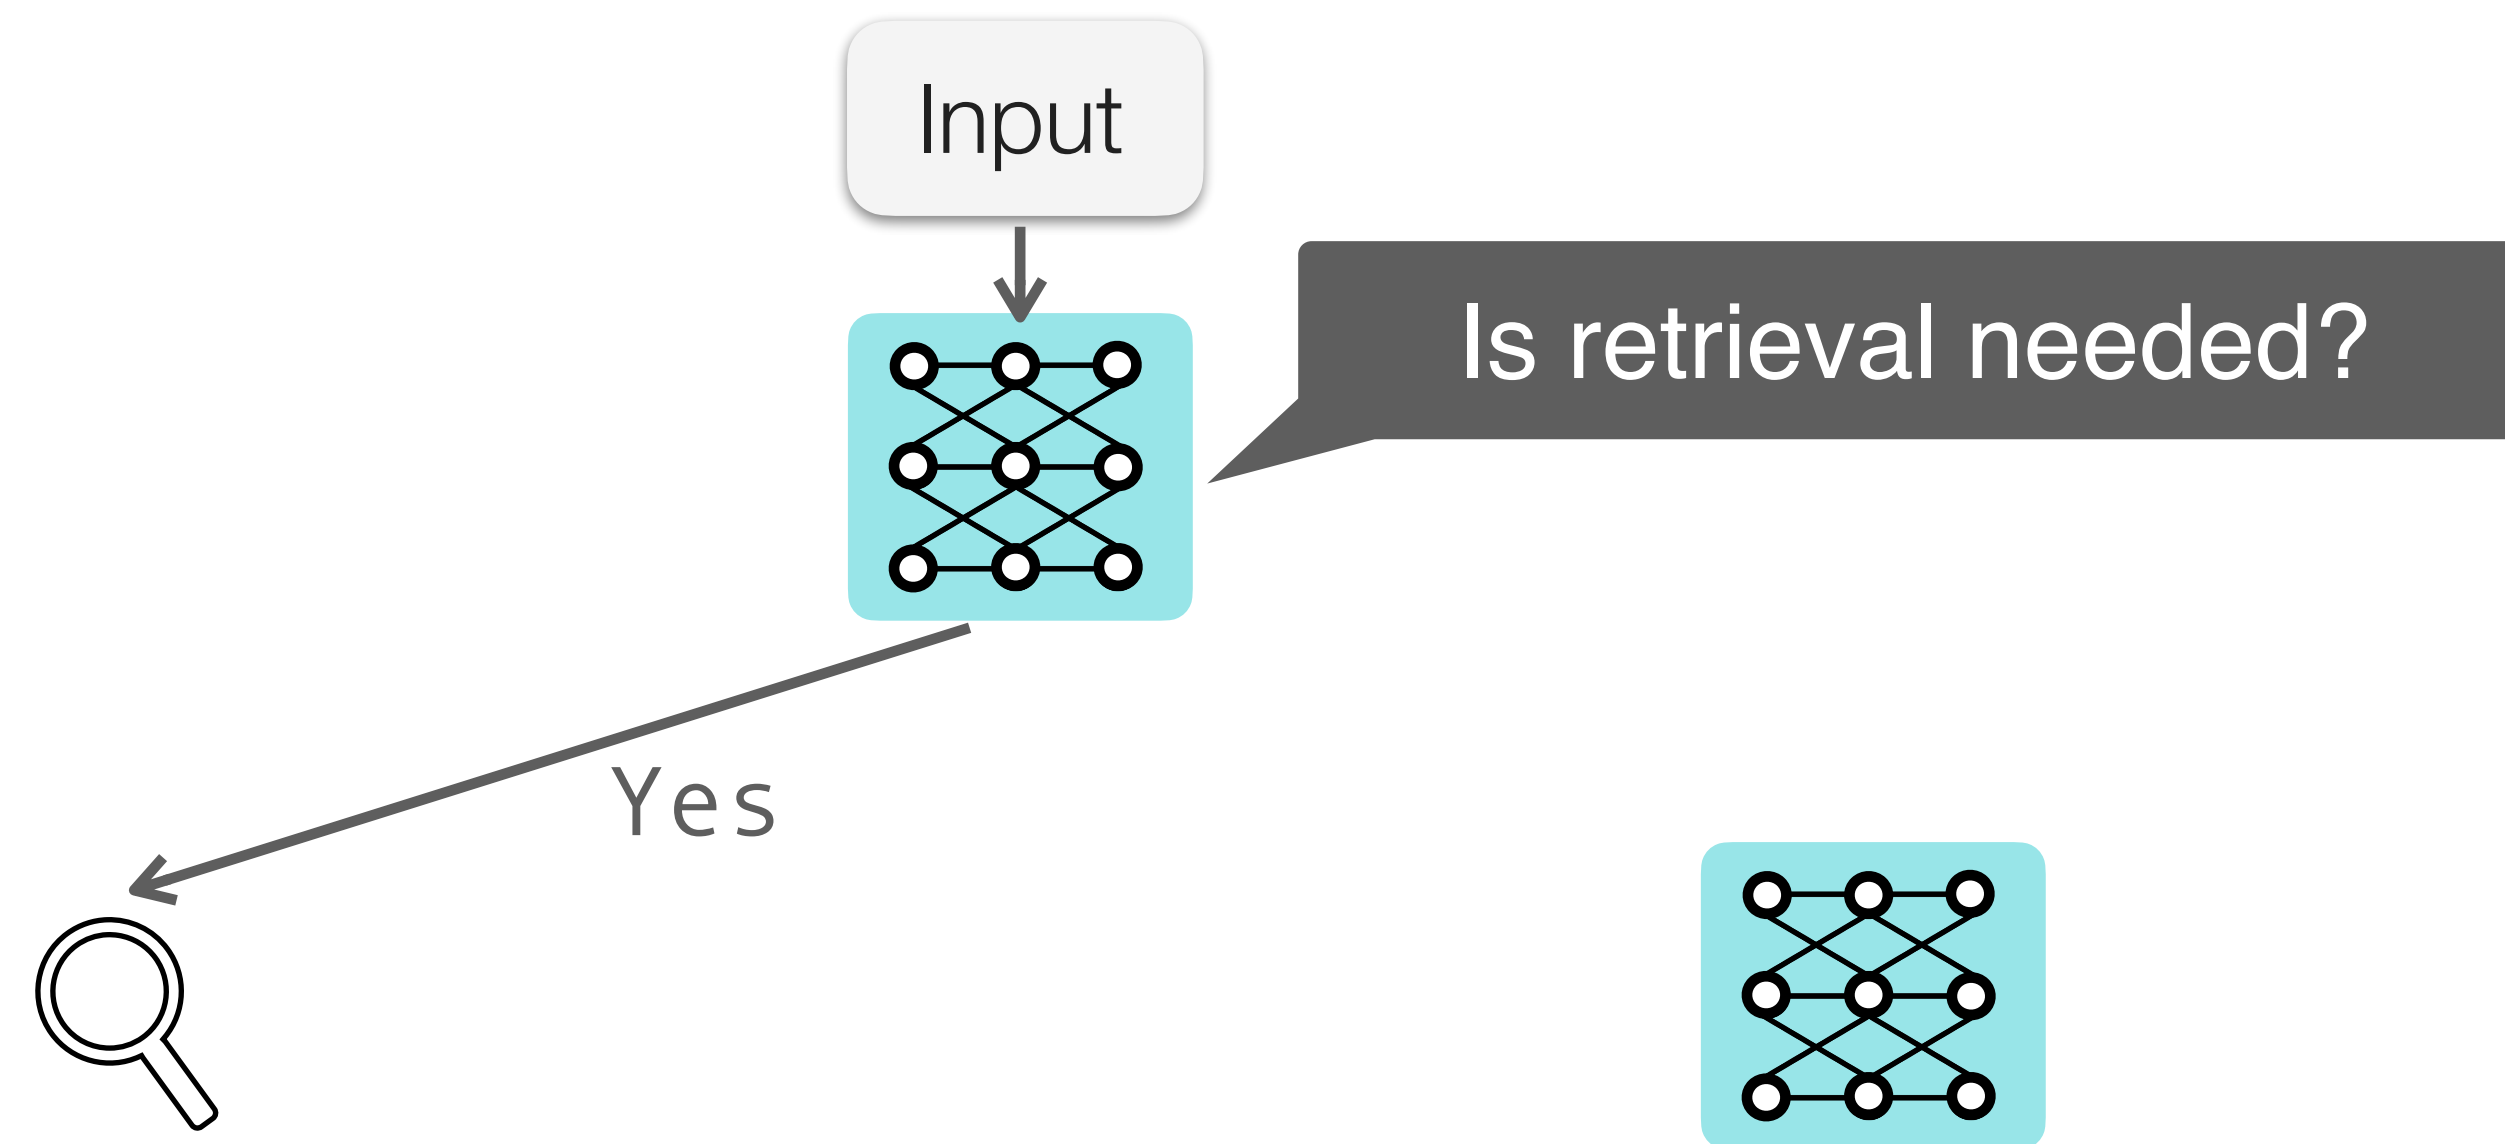 Input
Is retrieval needed?
Yes